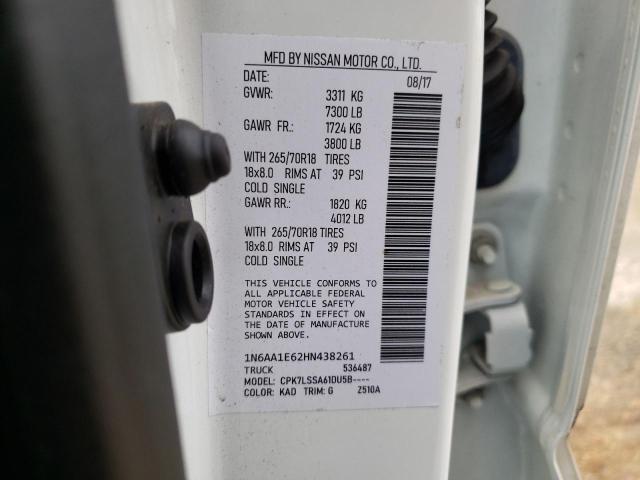 MFD BY NISSAN MOTOR CO., LTD.
DATE: 08/17
GVWR: 3311 KG
7300 LB
GAWR FR.: 1724 KG
3800 LB
WITH 265/70R18 TIRES
18x8.0 RIMS AT 39 PSI
COLD SINGLE
GAWR RR.: 1820 KG
4012 LB
WITH 265/70R18 TIRES
18x8.0 RIMS AT 39 PSI
COLD SINGLE
THIS VEHICLE CONFORMS TO
ALL APPLICABLE FEDERAL
MOTOR VEHICLE SAFETY
STANDARDS IN EFFECT ON
THE DATE OF MANUFACTURE
SHOWN ABOVE.
1N6AA1E62HN438261
TRUCK 536487
MODEL: CPK7LSSA61DU5B----
COLOR: KAD TRIM: G Z510A